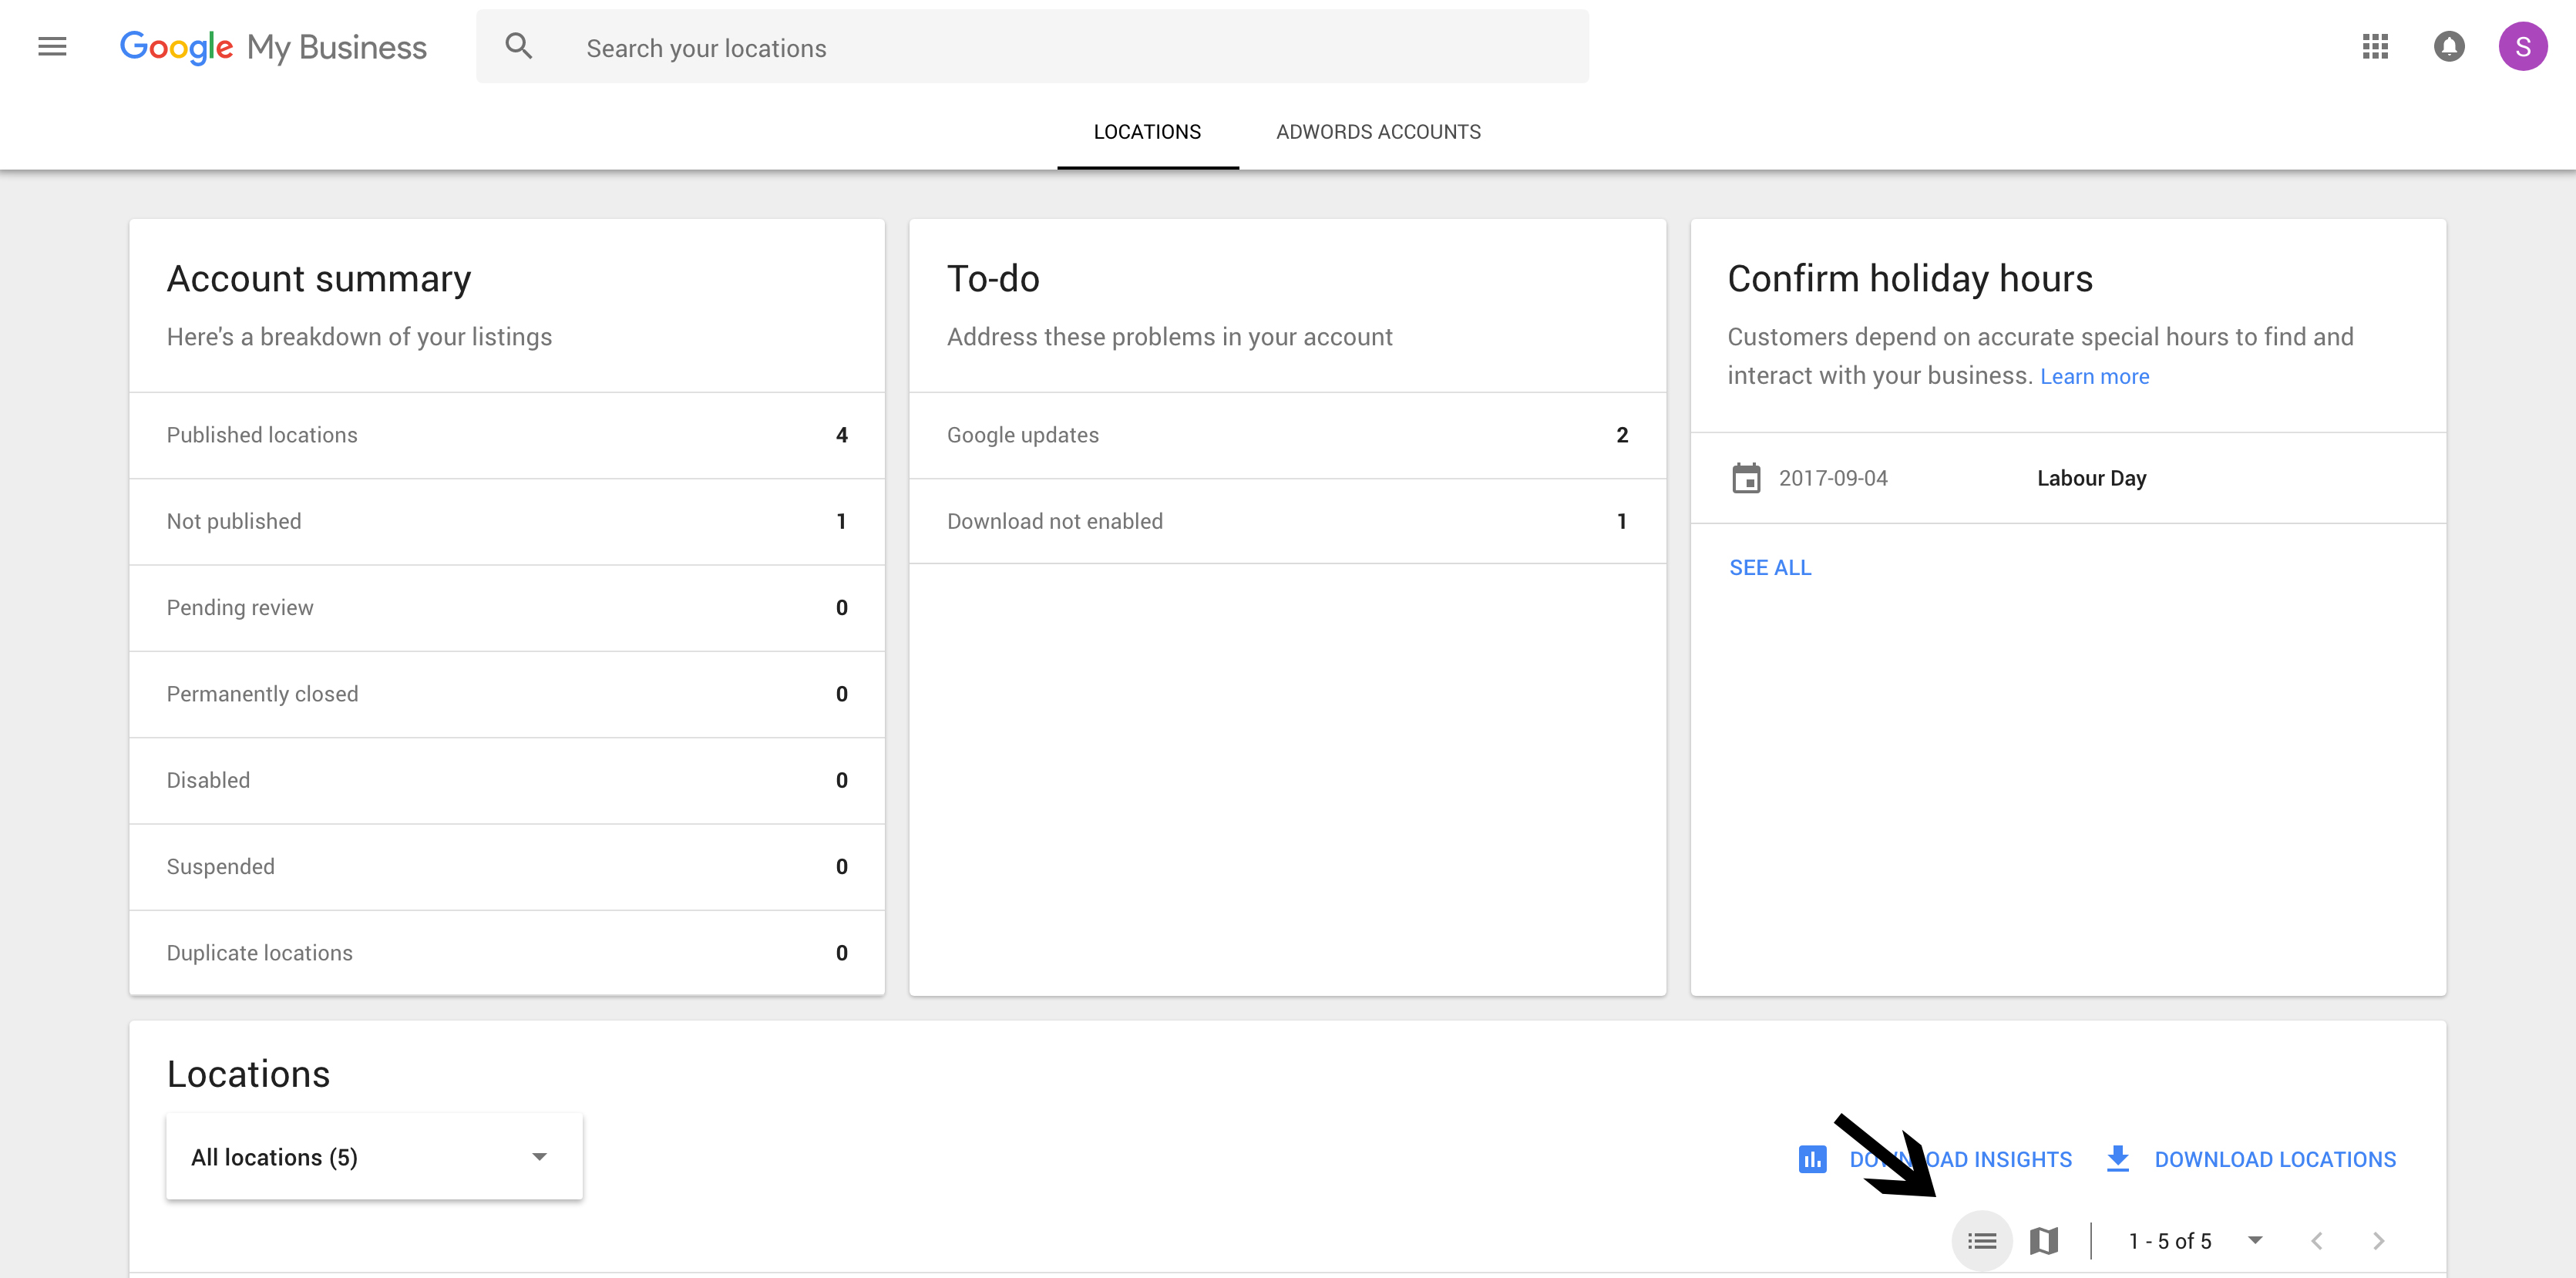 Google My Business
Search your locations
S
LOCATIONS
ADWORDS ACCOUNTS
Account summary
Here's a breakdown of your listings
Published locations 4
Not published 1
Pending review 0
Permanently closed 0
Disabled 0
Suspended 0
Duplicate locations 0
To-do
Address these problems in your account
Google updates 2
Download not enabled 1
Confirm holiday hours
Customers depend on accurate special hours to find and
interact with your business. Learn more
2017-09-04 Labour Day
SEE ALL
Locations
All locations (5)
DOWNLOAD INSIGHTS
DOWNLOAD LOCATIONS
1 - 5 of 5